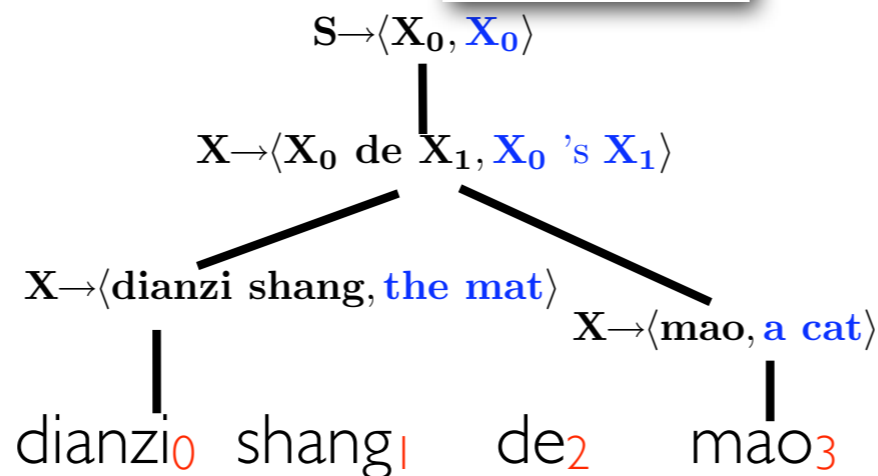 S→⟨X₀, X₀⟩
X→⟨X₀ de X₁, X₀ 's X₁⟩
X→⟨dianzi shang, the mat⟩
X→⟨mao, a cat⟩
dianzi₀ shang₁ de₂ mao₃